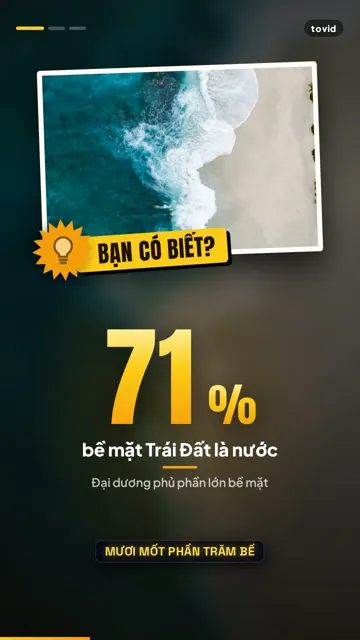 tovid
BẠN CÓ BIẾT?
71 %
bề mặt Trái Đất là nước
Đại dương phủ phần lớn bề mặt
MƯƠI MỐT PHẦN TRĂM BỀ